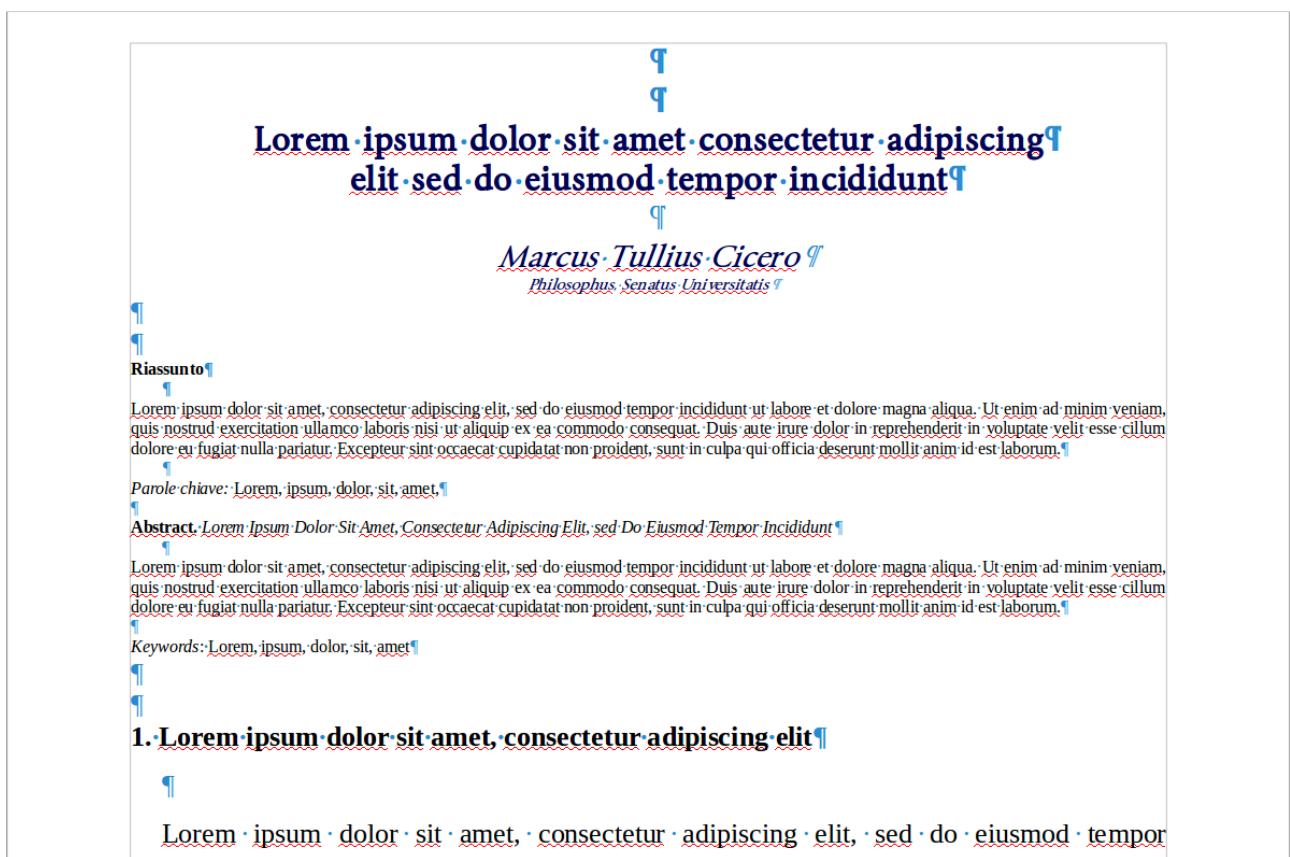 Lorem ipsum dolor sit amet consectetur adipiscing
elit sed do eiusmod tempor incididunt
Marcus Tullius Cicero
Philosophus, Senatus Universitatis
Riassunto
Lorem ipsum dolor sit amet, consectetur adipiscing elit, sed do eiusmod tempor incididunt ut labore et dolore magna aliqua. Ut enim ad minim veniam,
quis nostrud exercitation ullamco laboris nisi ut aliquip ex ea commodo consequat. Duis aute irure dolor in reprehenderit in voluptate velit esse cillum
dolore eu fugiat nulla pariatur. Excepteur sint occaecat cupidatat non proident, sunt in culpa qui officia deserunt mollit anim id est laborum.
Parole chiave: Lorem, ipsum, dolor, sit, amet,
Abstract. Lorem Ipsum Dolor Sit Amet, Consectetur Adipiscing Elit, sed Do Eiusmod Tempor Incididunt
Lorem ipsum dolor sit amet, consectetur adipiscing elit, sed do eiusmod tempor incididunt ut labore et dolore magna aliqua. Ut enim ad minim veniam,
quis nostrud exercitation ullamco laboris nisi ut aliquip ex ea commodo consequat. Duis aute irure dolor in reprehenderit in voluptate velit esse cillum
dolore eu fugiat nulla pariatur. Excepteur sint occaecat cupidatat non proident, sunt in culpa qui officia deserunt mollit anim id est laborum.
Keywords: Lorem, ipsum, dolor, sit, amet
1. Lorem ipsum dolor sit amet, consectetur adipiscing elit
Lorem ipsum dolor sit amet, consectetur adipiscing elit, sed do eiusmod tempor